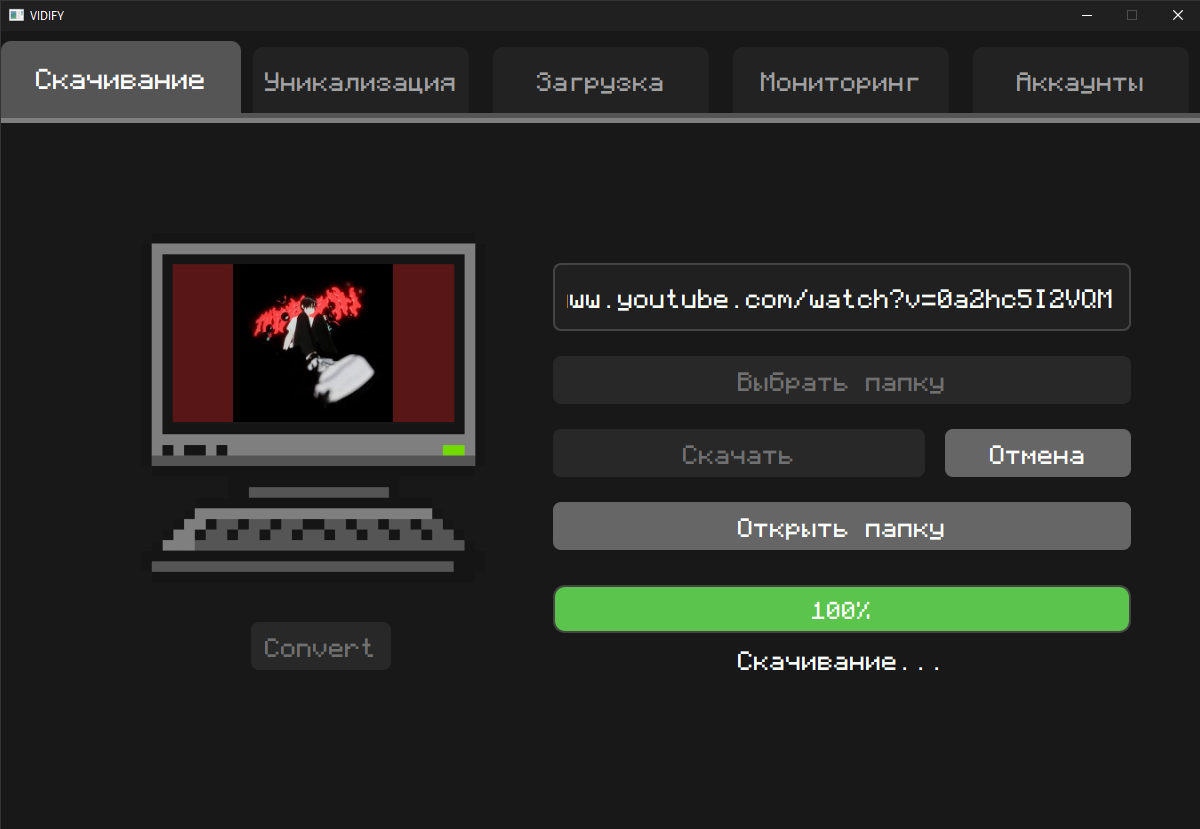 VIDIFY
Скачивание
Уникализация
Загрузка
Мониторинг
Аккаунты
ww.youtube.com/watch?v=0a2hc5I2VQM
Выбрать папку
Скачать
Отмена
Открыть папку
100%
Скачивание...
Convert